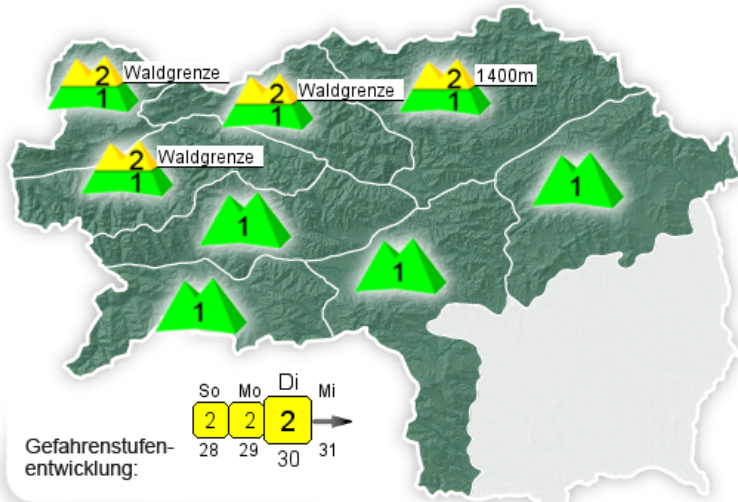 2 Waldgrenze
1
2 Waldgrenze
1
2 1400m
1
2 Waldgrenze
1
1
1
1
1
So Mo Di Mi
2 2 2
28 29 30 31
Gefahrenstufen-
entwicklung: